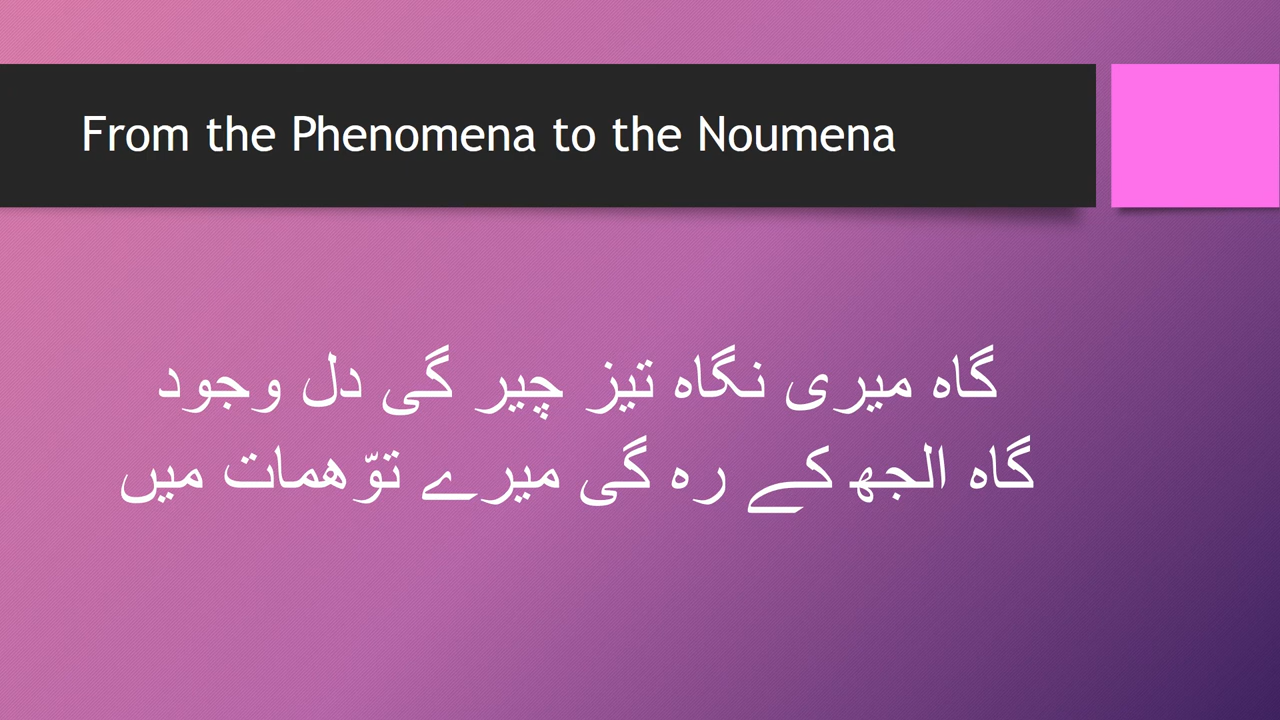 From the Phenomena to the Noumena
گاہ میری نگاہ تیز چیر گی دل وجود
گاہ الجھ کے رہ گی میرے توّھمات میں